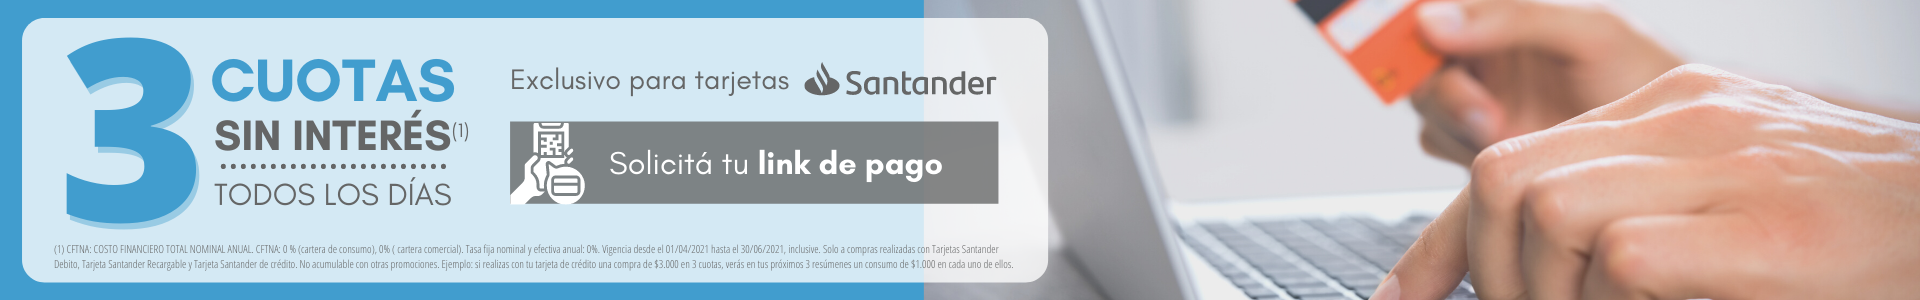 3 CUOTAS
SIN INTERÉS(1)
TODOS LOS DÍAS
Exclusivo para tarjetas Santander
Solicitá tu link de pago
(1) CFTNA: COSTO FINANCIERO TOTAL NOMINAL ANUAL. CFTNA: 0 % (cartera de consumo), 0% ( cartera comercial). Tasa fija nominal y efectiva anual: 0%. Vigencia desde el 01/04/2021 hasta el 30/06/2021, inclusive. Solo a compras realizadas con Tarjetas Santander
Debito, Tarjeta Santander Recargable y Tarjeta Santander de crédito. No acumulable con otras promociones. Ejemplo: si realizas con tu tarjeta de crédito una compra de $3.000 en 3 cuotas, verás en tus próximos 3 resúmenes un consumo de $1.000 en cada uno de ellos.